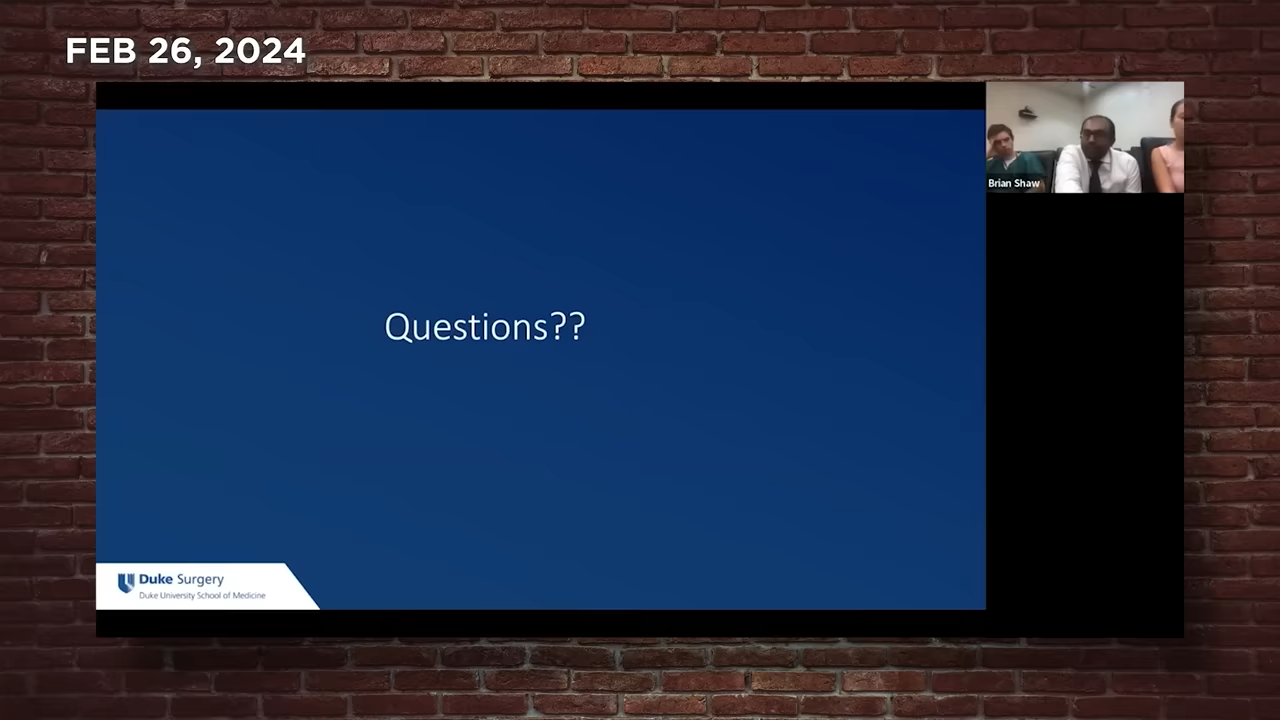 FEB 26, 2024
Brian Shaw
Questions??
Duke Surgery
Duke University School of Medicine